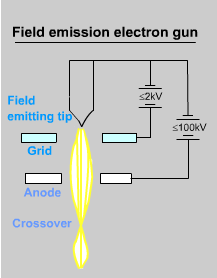 Field emission electron gun
Field
emitting tip
≤2kV
≤100kV
Grid
Anode
Crossover